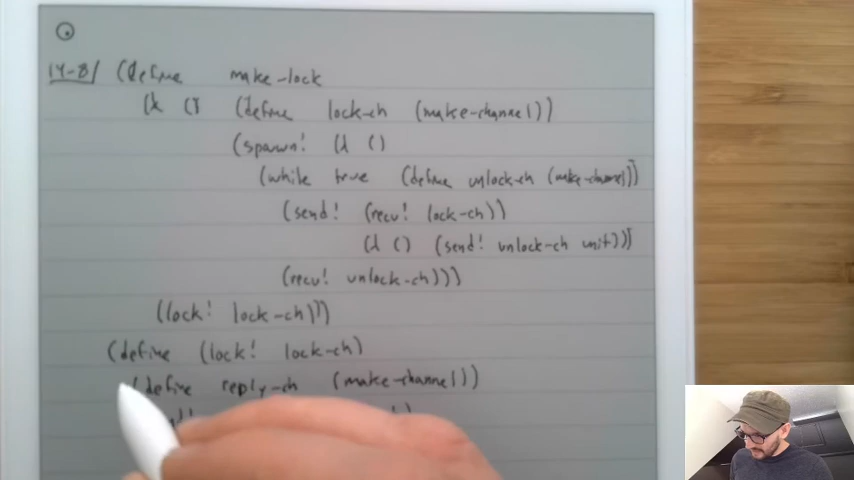 14-8/ (define make-lock
(λ () (define lock-ch (make-channel))
(spawn! (λ ()
(while true (define unlock-ch (make-channel))
(send! (recv! lock-ch))
(λ () (send! unlock-ch unit)))
(recv! unlock-ch)))
(lock! lock-ch)))
(define (lock! lock-ch)
(define reply-ch (make-channel))